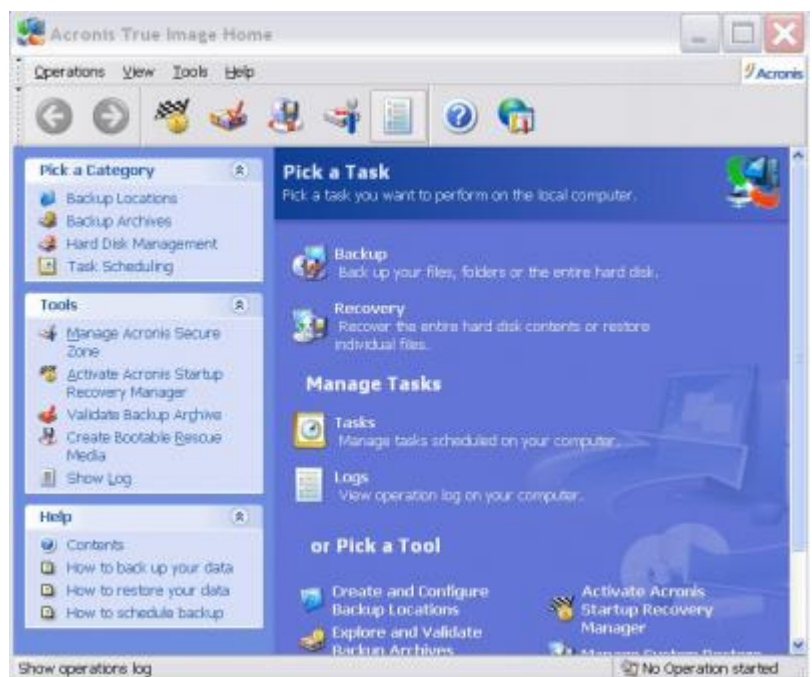 Acronis True Image Home
Operations View Tools Help
Acronis
Pick a Category
Backup Locations
Backup Archives
Hard Disk Management
Task Scheduling
Tools
Manage Acronis Secure
Zone
Activate Acronis Startup
Recovery Manager
Validate Backup Archive
Create Bootable Rescue
Media
Show Log
Help
Contents
How to back up your data
How to restore your data
How to schedule backup
Pick a Task
Pick a task you want to perform on the local computer.
Backup
Back up your files, folders or the entire hard disk.
Recovery
Recover the entire hard disk contents or restore
individual files.
Manage Tasks
Tasks
Manage tasks scheduled on your computer.
Logs
View operation log on your computer.
or Pick a Tool
Create and Configure
Backup Locations
Explore and Validate
Backup Archives
Activate Acronis
Startup Recovery
Manager
Manage System Restore
Show operations log
No Operation started